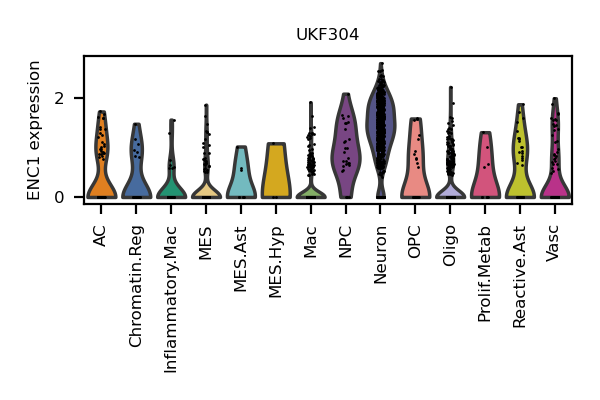 UKF304
ENC1 expression
2
0
AC
Chromatin.Reg
Inflammatory.Mac
MES
MES.Ast
MES.Hyp
Mac
NPC
Neuron
OPC
Oligo
Prolif.Metab
Reactive.Ast
Vasc